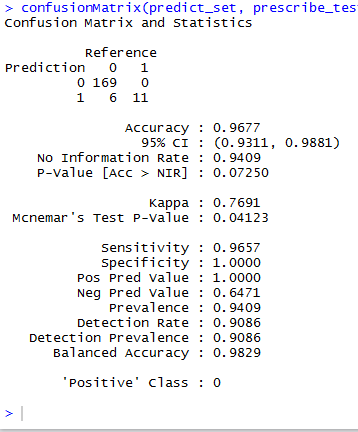 > confusionMatrix(predict_set, prescribe_tes
Confusion Matrix and Statistics
Reference
Prediction 0 1
0 169 0
1 6 11
Accuracy : 0.9677
95% CI : (0.9311, 0.9881)
No Information Rate : 0.9409
P-Value [Acc > NIR] : 0.07250
Kappa : 0.7691
Mcnemar's Test P-Value : 0.04123
Sensitivity : 0.9657
Specificity : 1.0000
Pos Pred Value : 1.0000
Neg Pred Value : 0.6471
Prevalence : 0.9409
Detection Rate : 0.9086
Detection Prevalence : 0.9086
Balanced Accuracy : 0.9829
'Positive' Class : 0
>